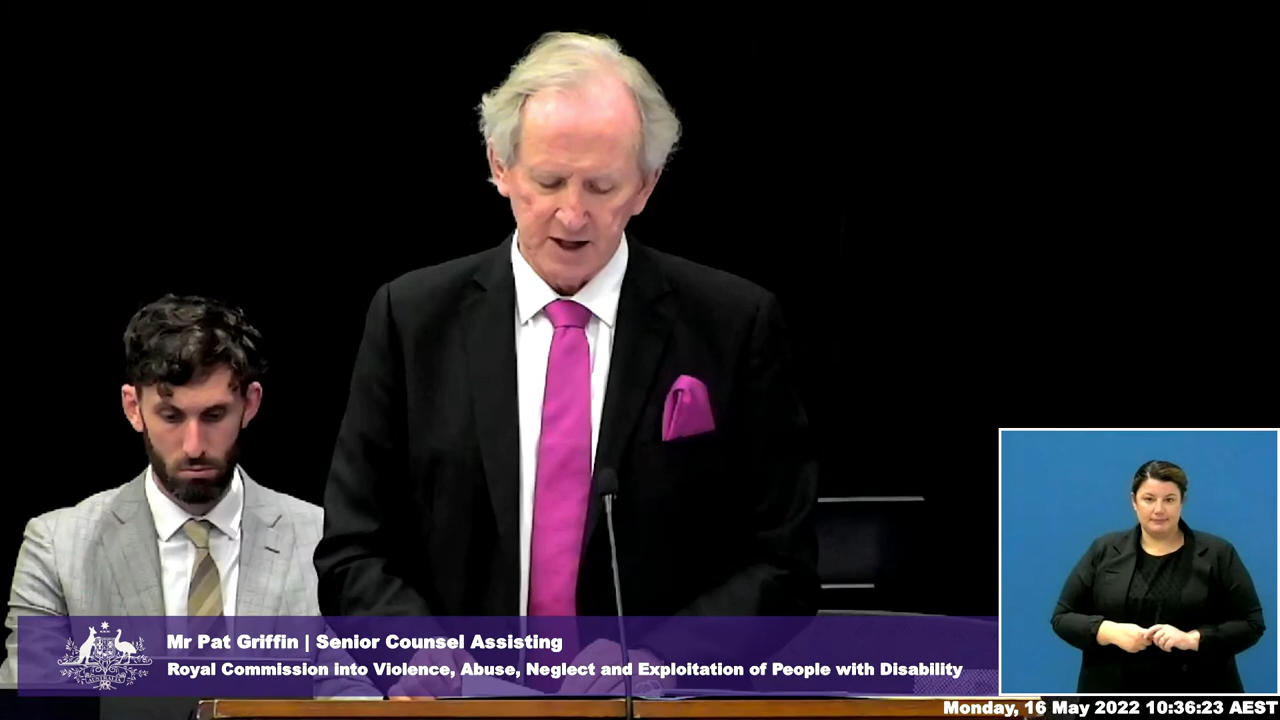 Mr Pat Griffin | Senior Counsel Assisting
Royal Commission into Violence, Abuse, Neglect and Exploitation of People with Disability
AUSTRALIA
Monday, 16 May 2022 10:36:23 AEST